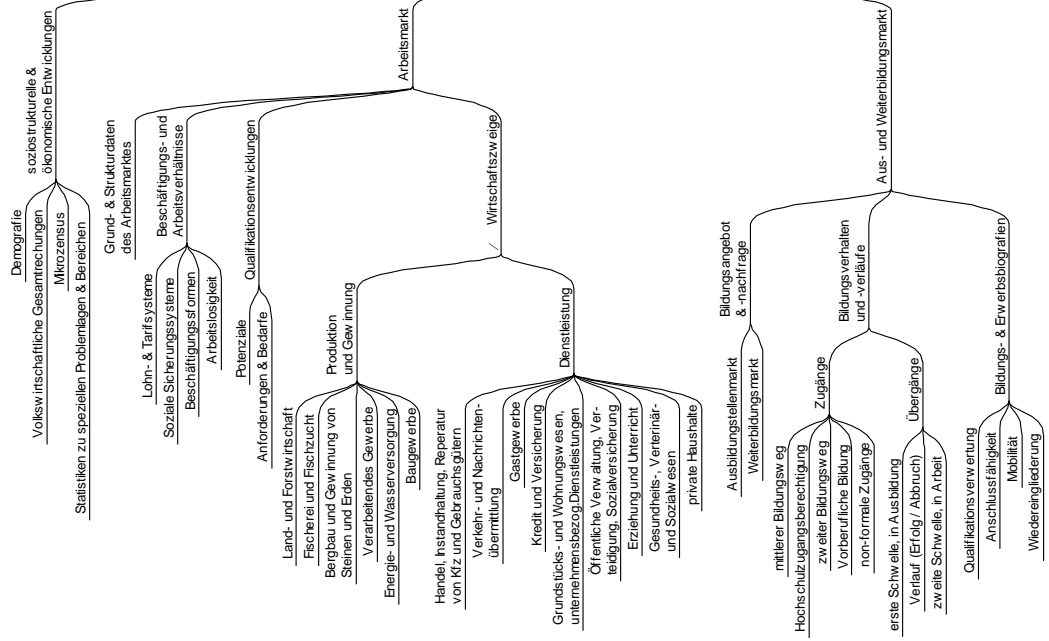 soziostrukturelle &
ökonomische Entwicklungen
Demografie
Volkswirtschaftliche Gesamtrechungen
Mikrozensus
Statistiken zu speziellen Problemlagen & Bereichen
Arbeitsmarkt
Grund- & Strukturdaten
des Arbeitsmarktes
Beschäftigungs- und
Arbeitsverhältnisse
Lohn- & Tarifsysteme
Soziale Sicherungssysteme
Beschäftigungsformen
Arbeitslosigkeit
Qualifikationsentwicklungen
Potenziale
Anforderungen & Bedarfe
Wirtschaftszweige
Produktion
und Gewinnung
Land- und Forstwirtschaft
Fischerei und Fischzucht
Bergbau und Gewinnung von
Steinen und Erden
Verarbeitendes Gewerbe
Energie- und Wasserversorgung
Baugewerbe
Dienstleistung
Handel, Instandhaltung, Reperatur
von Kfz und Gebrauchsgütern
Verkehr- und Nachrichten-
übermittlung
Gastgewerbe
Kredit und Versicherung
Grundstücks- und Wohnungswesen,
unternehmensbezog.Dienstleistungen
Öffentliche Verwaltung, Ver-
teidigung, Sozialversicherung
Erziehung und Unterricht
Gesundheits-, Verterinär-
und Sozialwesen
private Haushalte
Aus- und Weiterbildungsmarkt
Bildungsangebot
& -nachfrage
Ausbildungsstellenmarkt
Weiterbildungsmarkt
Bildungsverhalten
und -verläufe
Zugänge
mittlerer Bildungsweg
Hochschulzugangsberechtigung
zweiter Bildungsweg
Vorberufliche Bildung
non-formale Zugänge
Übergänge
erste Schwelle, in Ausbildung
Verlauf (Erfolg / Abbruch)
zweite Schwelle, in Arbeit
Bildungs- & Erwerbsbiografien
Qualifikationsverwertung
Anschlussfähigkeit
Mobilität
Wiedereingliederung